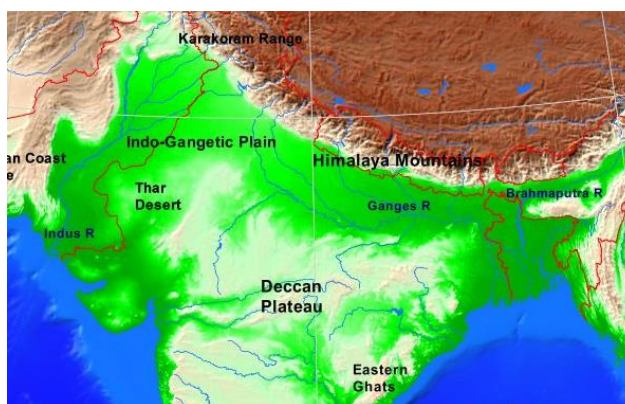 Karakoram Range
Indo-Gangetic Plain
Himalaya Mountains
an Coast
Thar
Desert
Brahmaputra R
Ganges R
Indus R
Deccan
Plateau
Eastern
Ghats